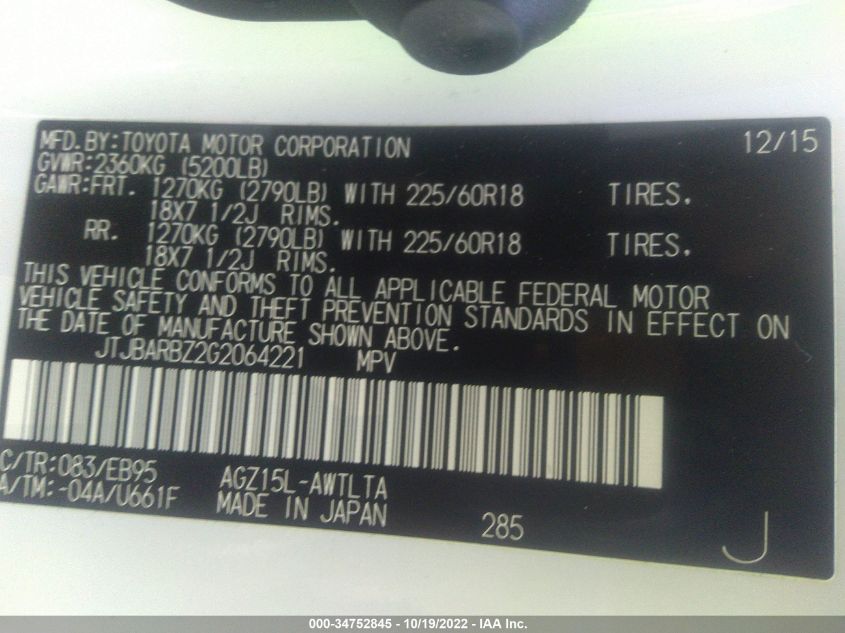 MFD.BY:TOYOTA MOTOR CORPORATION 12/15
GVWR:2360KG (5200LB)
GAWR:FRT. 1270KG (2790LB) WITH 225/60R18 TIRES.
18X7 1/2J RIMS.
RR. 1270KG (2790LB) WITH 225/60R18 TIRES.
18X7 1/2J RIMS.
THIS VEHICLE CONFORMS TO ALL APPLICABLE FEDERAL MOTOR
VEHICLE SAFETY AND THEFT PREVENTION STANDARDS IN EFFECT ON
THE DATE OF MANUFACTURE SHOWN ABOVE.
JTJBARBZ2G2064221 MPV
C/TR:083/EB95 AGZ15L-AWTLTA
A/TM:-04A/U661F MADE IN JAPAN 285
J
000-34752845 - 10/19/2022 - IAA Inc.